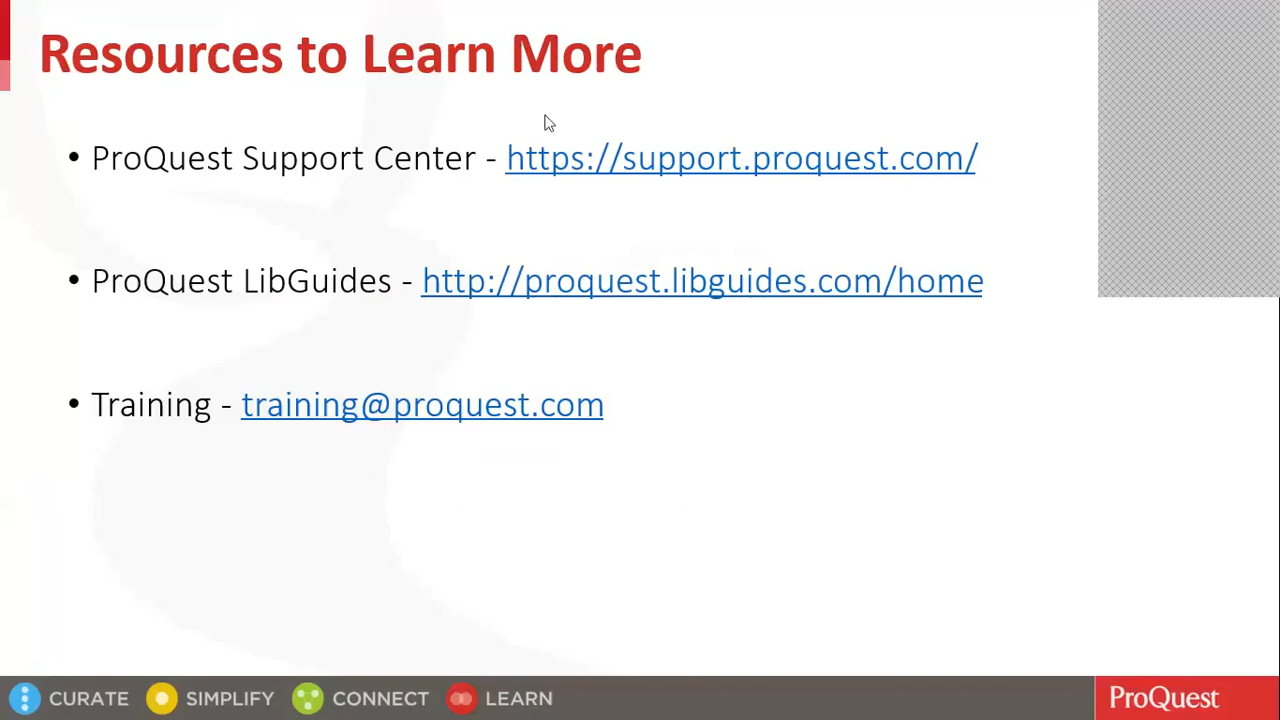 Resources to Learn More
• ProQuest Support Center - https://support.proquest.com/
• ProQuest LibGuides - http://proquest.libguides.com/home
• Training - training@proquest.com
CURATE SIMPLIFY CONNECT LEARN ProQuest